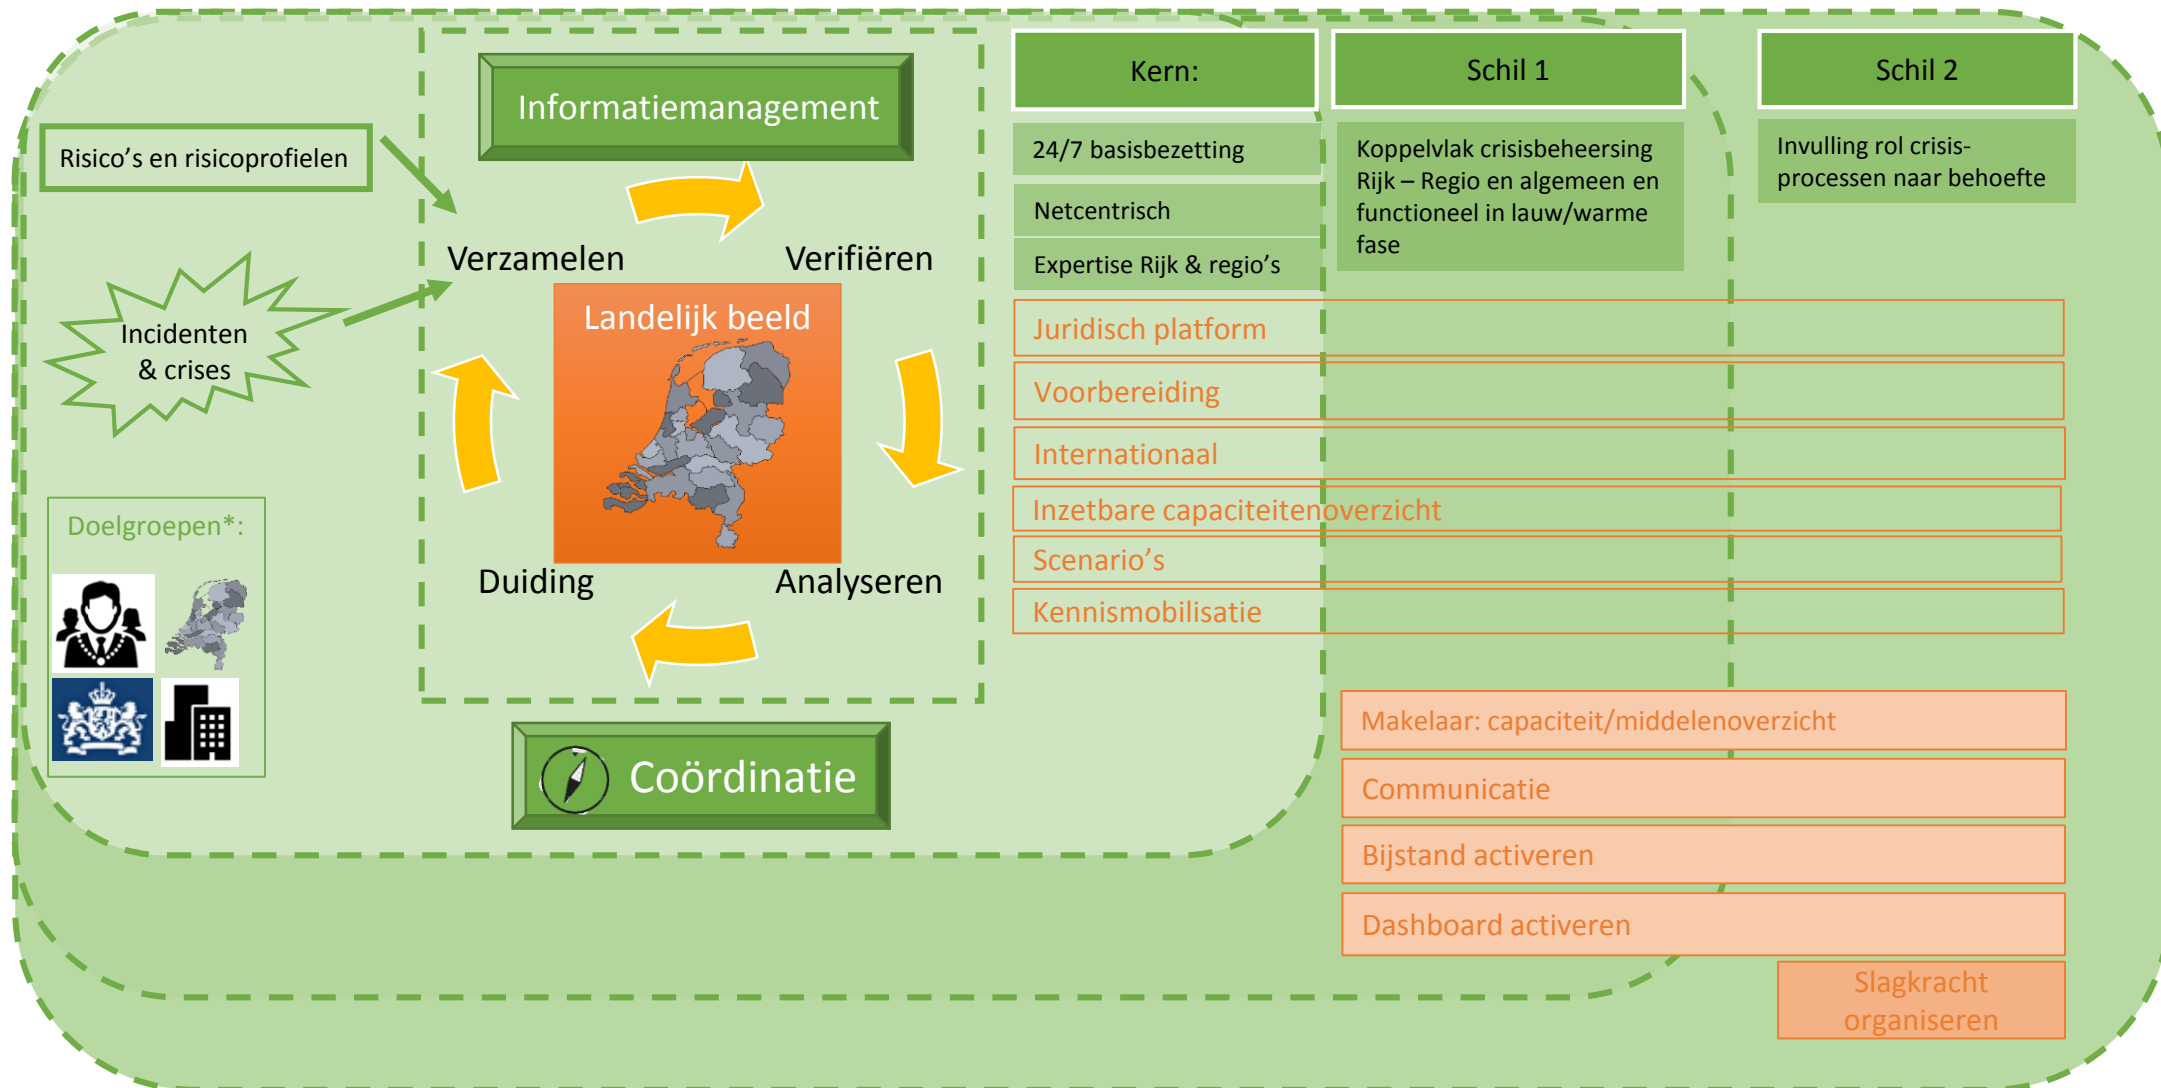 Informatiemanagement
Risico's en risicoprofielen
Incidenten
& crises
Verzamelen
Verifiëren
Landelijk beeld
Duiding
Analyseren
Doelgroepen*:
Coördinatie
Kern:
24/7 basisbezetting
Netcentrisch
Expertise Rijk & regio's
Schil 1
Koppelvlak crisisbeheersing
Rijk – Regio en algemeen en
functioneel in lauw/warme
fase
Schil 2
Invulling rol crisis-
processen naar behoefte
Juridisch platform
Voorbereiding
Internationaal
Inzetbare capaciteitenoverzicht
Scenario's
Kennismobilisatie
Makelaar: capaciteit/middelenoverzicht
Communicatie
Bijstand activeren
Dashboard activeren
Slagkracht
organiseren